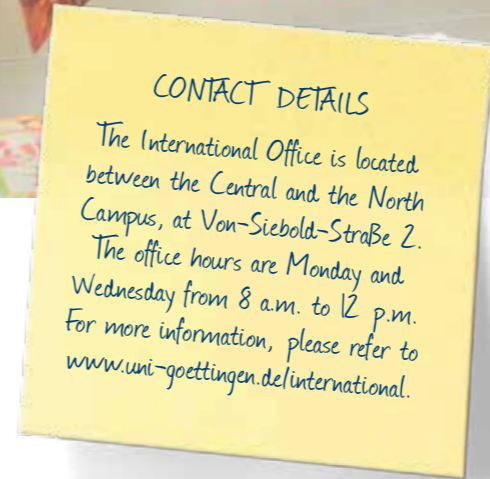 CONTACT DETAILS
The International Office is located
between the Central and the North
Campus, at Von-Siebold-Straße 2.
The office hours are Monday and
Wednesday from 8 a.m. to 12 p.m.
For more information, please refer to
www.uni-goettingen.de/international.